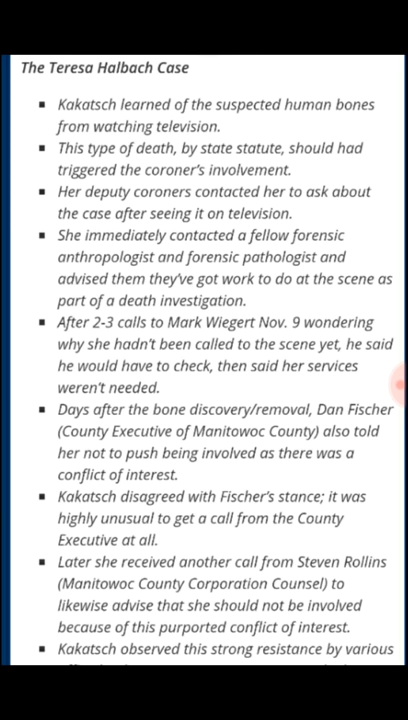 The Teresa Halbach Case
▪ Kakatsch learned of the suspected human bones
from watching television.
▪ This type of death, by state statute, should had
triggered the coroner's involvement.
▪ Her deputy coroners contacted her to ask about
the case after seeing it on television.
▪ She immediately contacted a fellow forensic
anthropologist and forensic pathologist and
advised them they've got work to do at the scene as
part of a death investigation.
▪ After 2-3 calls to Mark Wiegert Nov. 9 wondering
why she hadn't been called to the scene yet, he said
he would have to check, then said her services
weren't needed.
▪ Days after the bone discovery/removal, Dan Fischer
(County Executive of Manitowoc County) also told
her not to push being involved as there was a
conflict of interest.
▪ Kakatsch disagreed with Fischer's stance; it was
highly unusual to get a call from the County
Executive at all.
▪ Later she received another call from Steven Rollins
(Manitowoc County Corporation Counsel) to
likewise advise that she should not be involved
because of this purported conflict of interest.
▪ Kakatsch observed this strong resistance by various